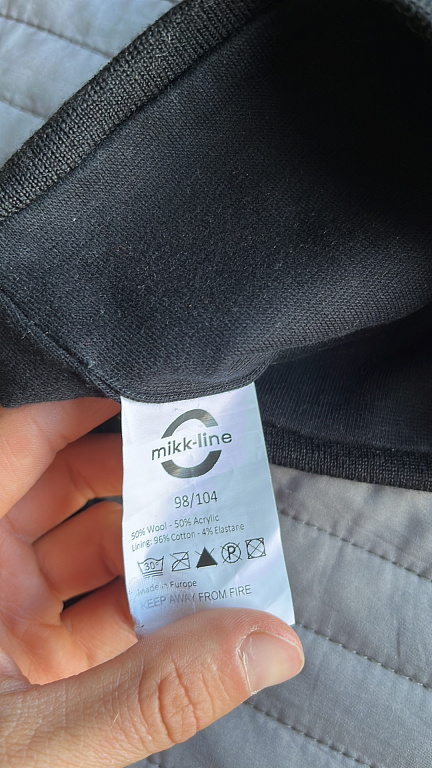 mikk-line
98/104
50% Wool - 50% Acrylic
Lining: 96% Cotton - 4% Elastane
30° P
Made in Europe
KEEP AWAY FROM FIRE